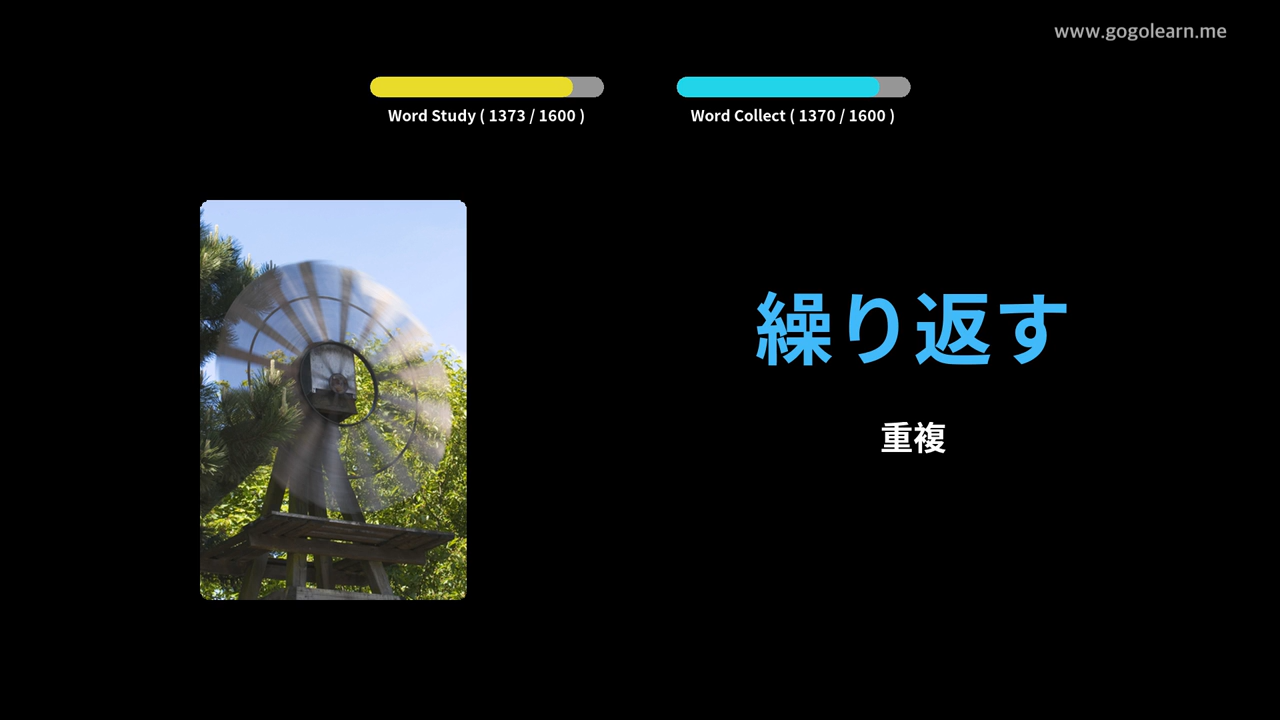 www.gogolearn.me
Word Study ( 1373 / 1600 )
Word Collect ( 1370 / 1600 )
繰り返す
重複